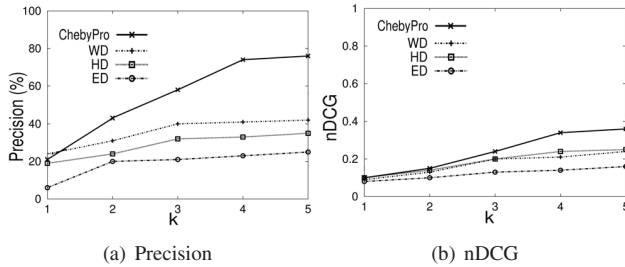 100
80
60
40
20
0
Precision (%)
ChebyPro
WD
HD
ED
1 2 3 4 5
k
(a) Precision
1
0.8
0.6
0.4
0.2
0
nDCG
ChebyPro
WD
HD
ED
1 2 3 4 5
k
(b) nDCG